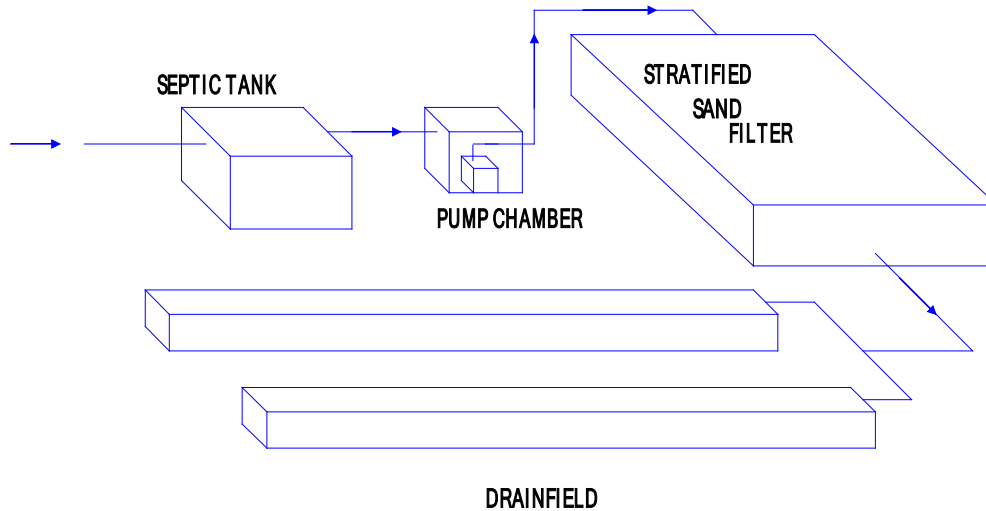 SEPTIC TANK
STRATIFIED
SAND
FILTER
PUMP CHAMBER
DRAINFIELD